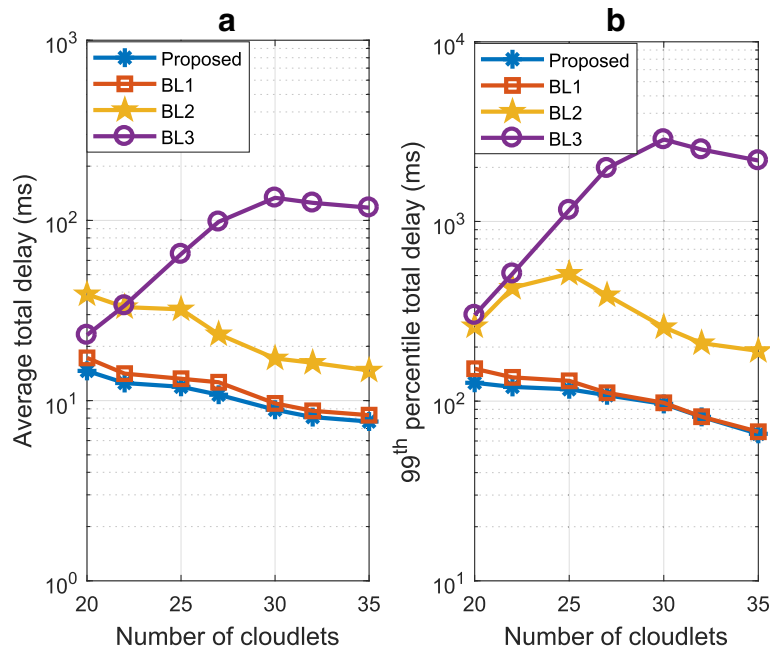 a
10^3
Proposed
BL1
BL2
BL3
10^2
10^1
10^0
Average total delay (ms)
20
25
30
35
Number of cloudlets
b
10^4
Proposed
BL1
BL2
BL3
10^3
10^2
10^1
99^th percentile total delay (ms)
20
25
30
35
Number of cloudlets